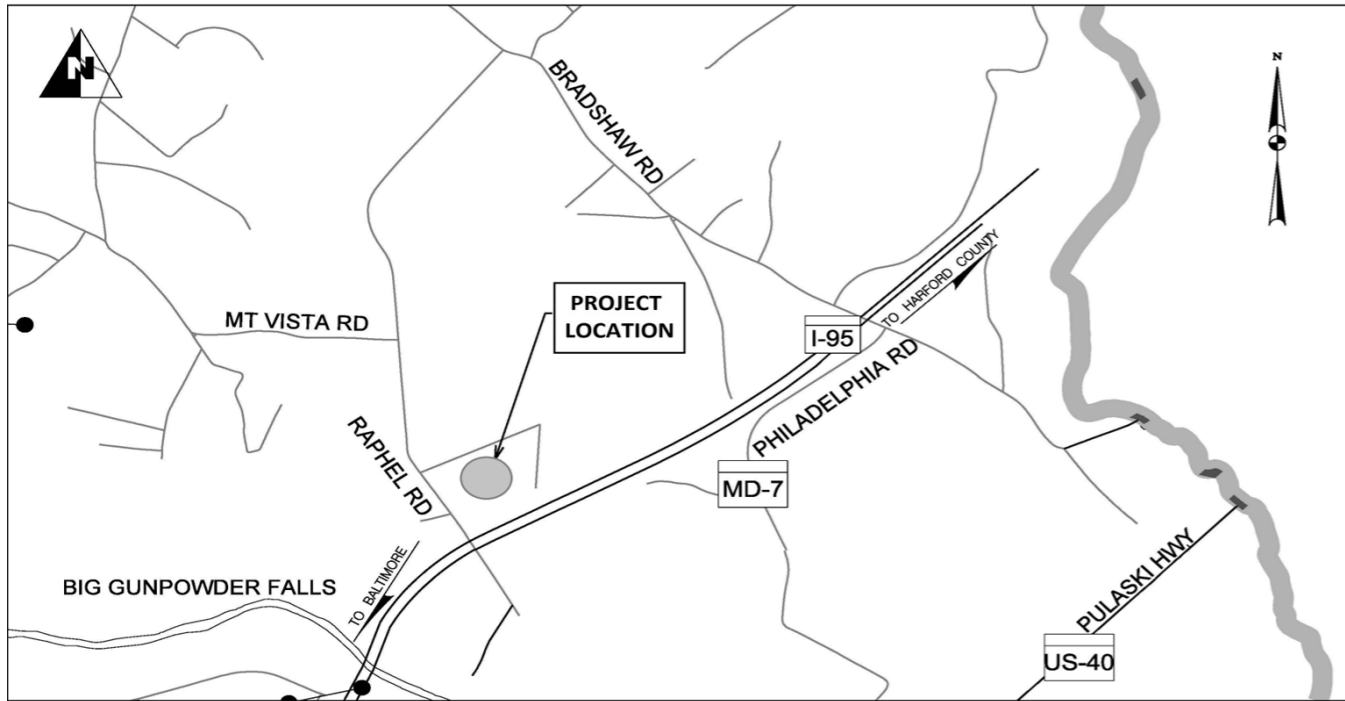 N
N
BRADSHAW RD
TO HARFORD COUNTY
PROJECT
LOCATION
MT VISTA RD
I-95
PHILADELPHIA RD
RAPHEL RD
MD-7
TO BALTIMORE
BIG GUNPOWDER FALLS
PULASKI HWY
US-40